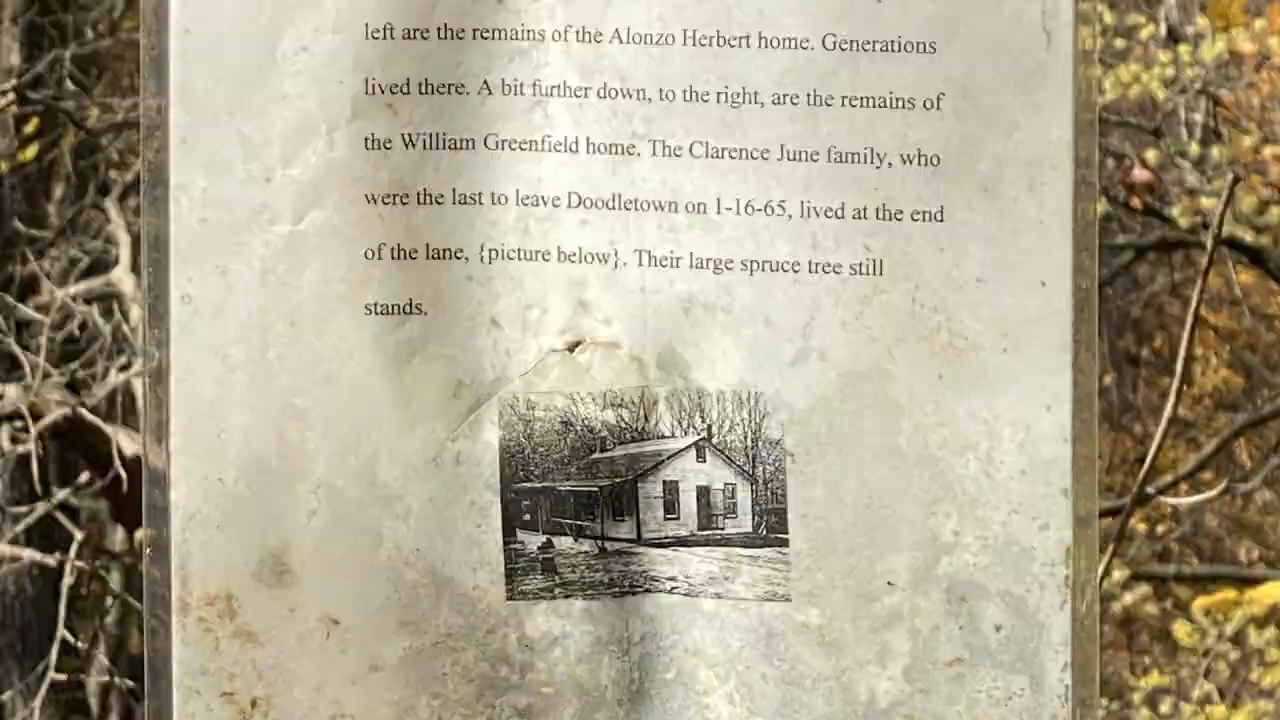 left are the remains of the Alonzo Herbert home. Generations
lived there. A bit further down, to the right, are the remains of
the William Greenfield home. The Clarence June family, who
were the last to leave Doodletown on 1-16-65, lived at the end
of the lane, {picture below}. Their large spruce tree still
stands.